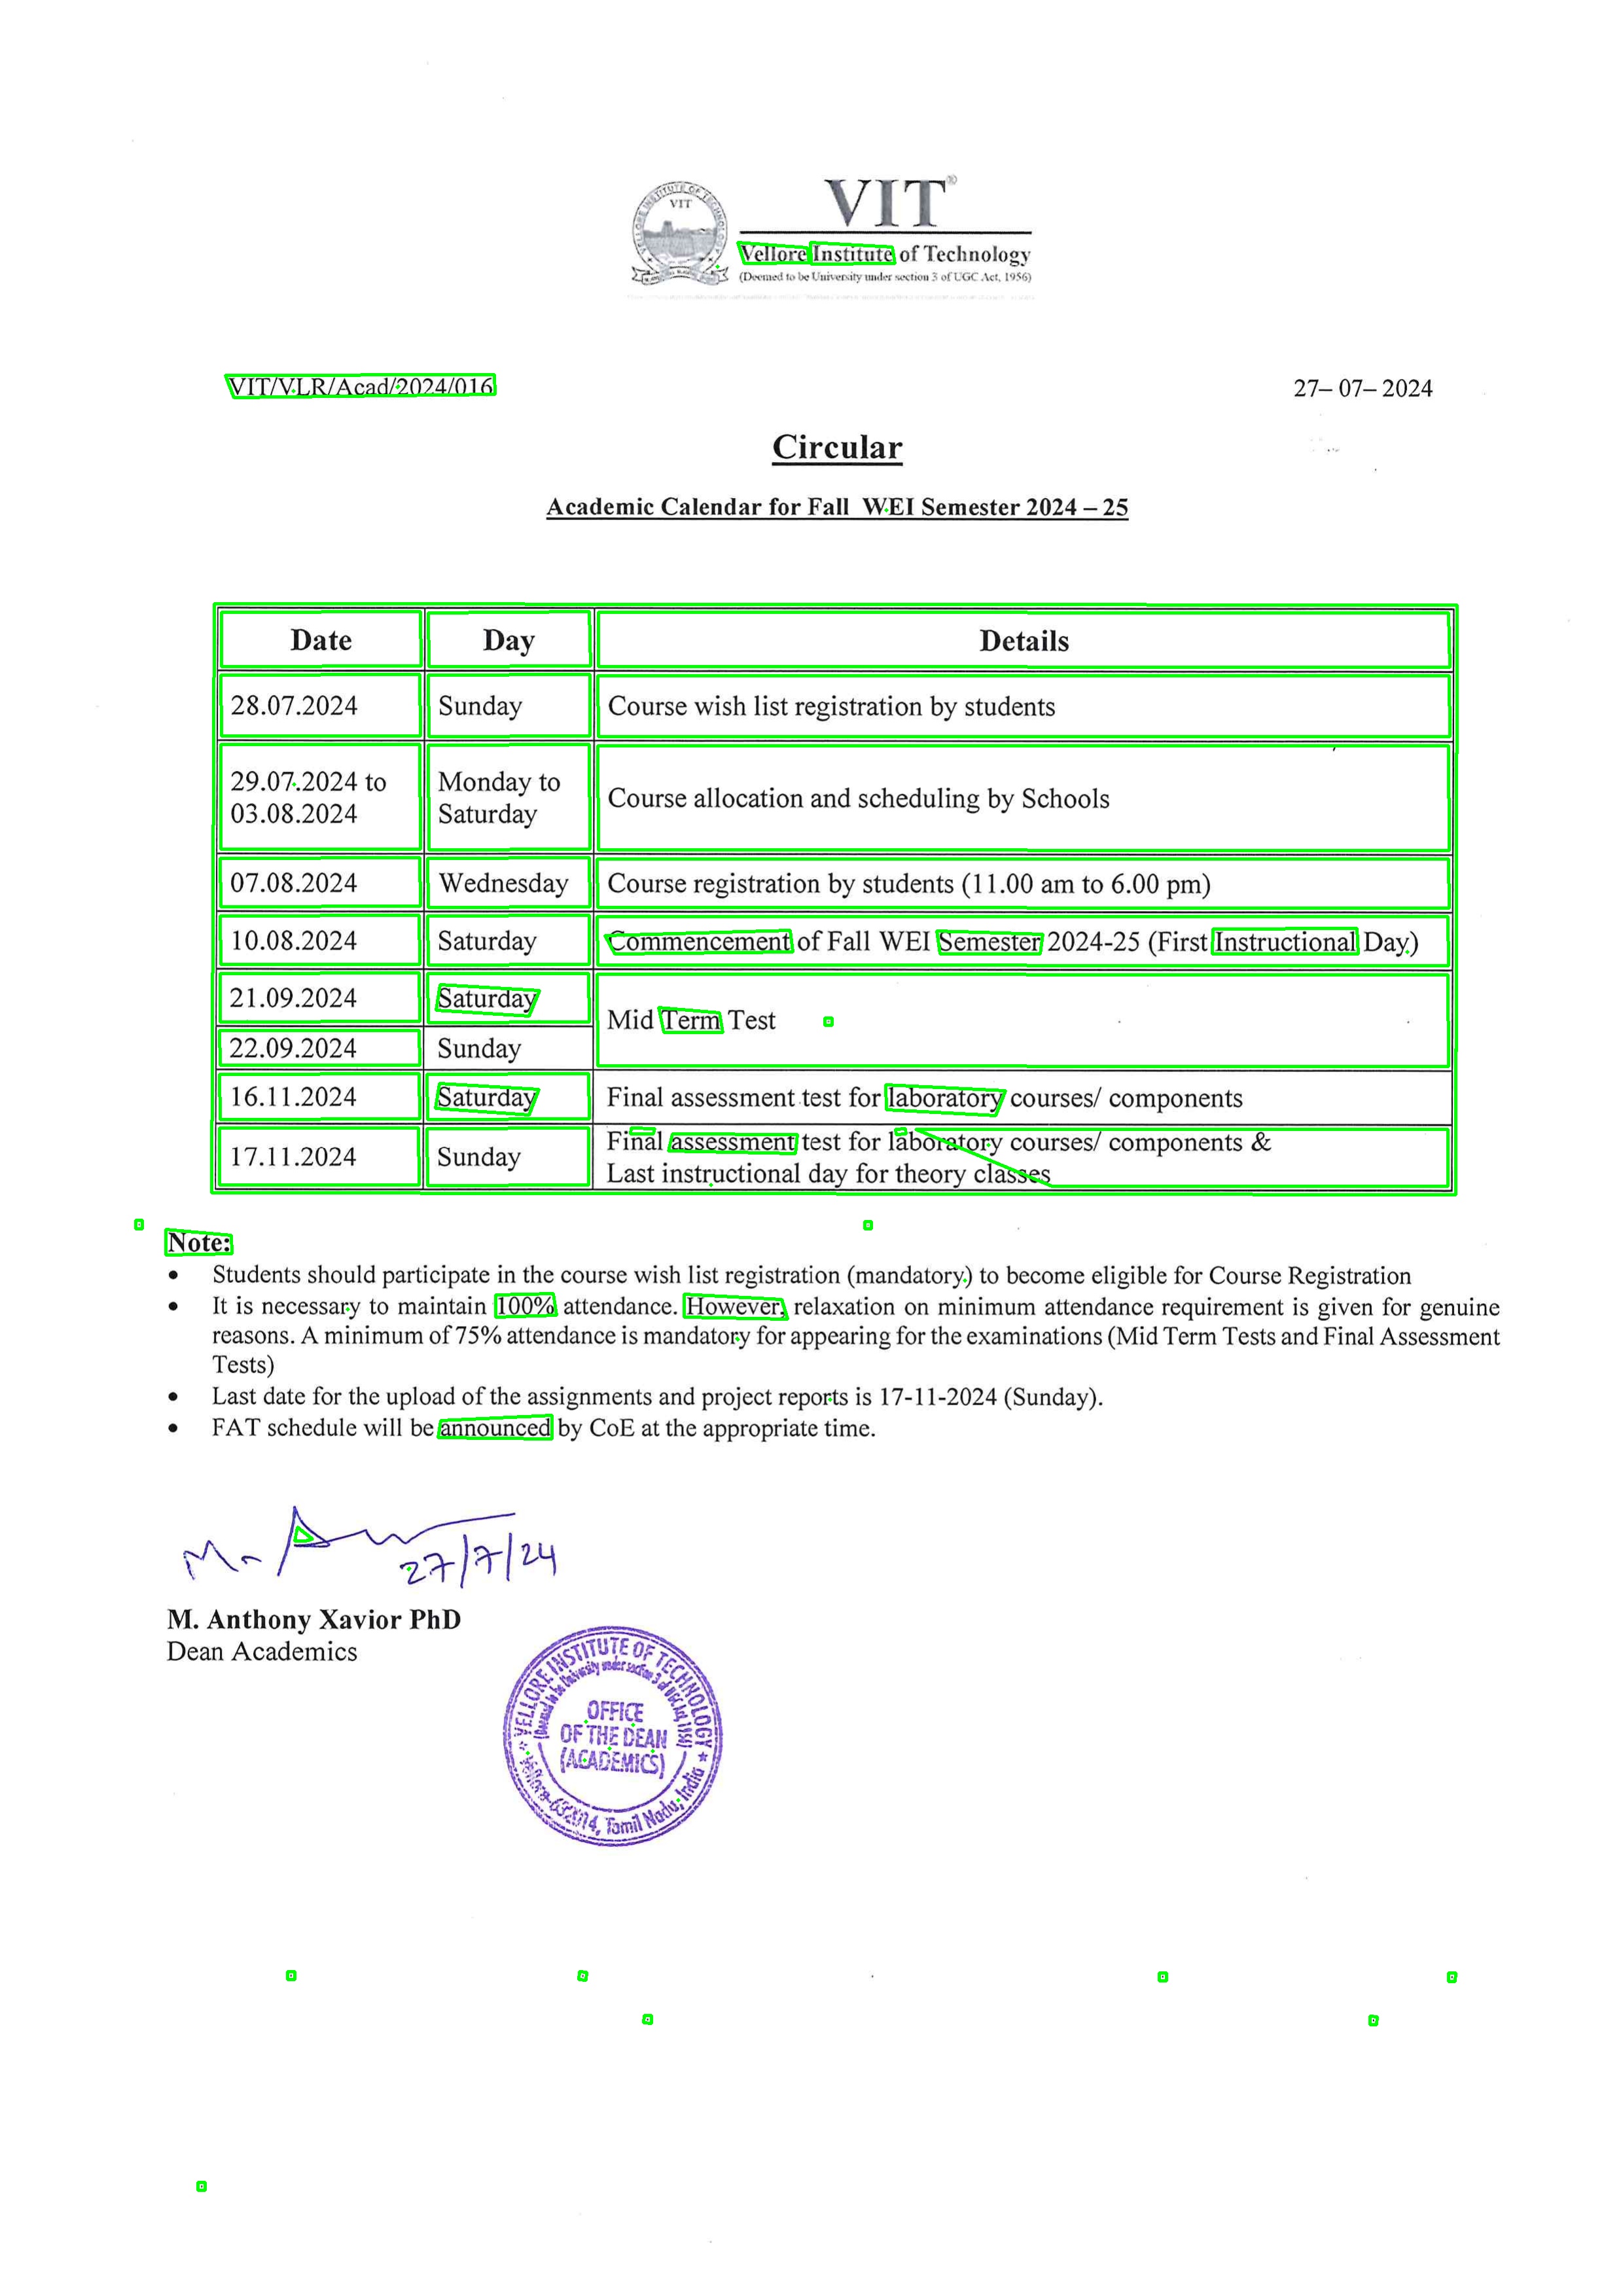 VIT®
Vellore Institute of Technology
(Deemed to be University under section 3 of UGC Act, 1956)
VELLORE INSTITUTE OF TECHNOLOGY
VIT
VIT/VLR/Acad/2024/016 27– 07– 2024
Circular
Academic Calendar for Fall WEI Semester 2024 – 25
Date Day Details
28.07.2024 Sunday Course wish list registration by students
29.07.2024 to Monday to
03.08.2024 Saturday Course allocation and scheduling by Schools
07.08.2024 Wednesday Course registration by students (11.00 am to 6.00 pm)
10.08.2024 Saturday Commencement of Fall WEI Semester 2024-25 (First Instructional Day)
21.09.2024 Saturday Mid Term Test
22.09.2024 Sunday
16.11.2024 Saturday Final assessment test for laboratory courses/ components
17.11.2024 Sunday Final assessment test for laboratory courses/ components &
Last instructional day for theory classes
Note:
• Students should participate in the course wish list registration (mandatory) to become eligible for Course Registration
• It is necessary to maintain 100% attendance. However, relaxation on minimum attendance requirement is given for genuine
reasons. A minimum of 75% attendance is mandatory for appearing for the examinations (Mid Term Tests and Final Assessment
Tests)
• Last date for the upload of the assignments and project reports is 17-11-2024 (Sunday).
• FAT schedule will be announced by CoE at the appropriate time.
27/7/24
M. Anthony Xavior PhD
Dean Academics
VELLORE INSTITUTE OF TECHNOLOGY
(Deemed to be University under section 3 of UGC Act, 1956)
OFFICE
OF THE DEAN
(ACADEMICS)
Vellore-632014, Tamil Nadu, India